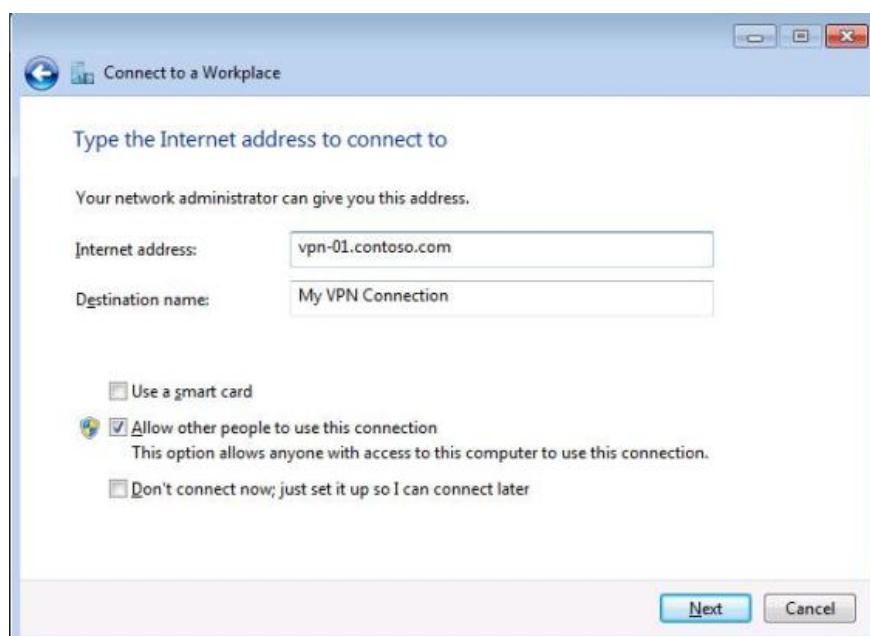 Connect to a Workplace
Type the Internet address to connect to
Your network administrator can give you this address.
Internet address: vpn-01.contoso.com
Destination name: My VPN Connection
Use a smart card
Allow other people to use this connection
This option allows anyone with access to this computer to use this connection.
Don't connect now; just set it up so I can connect later
Next Cancel